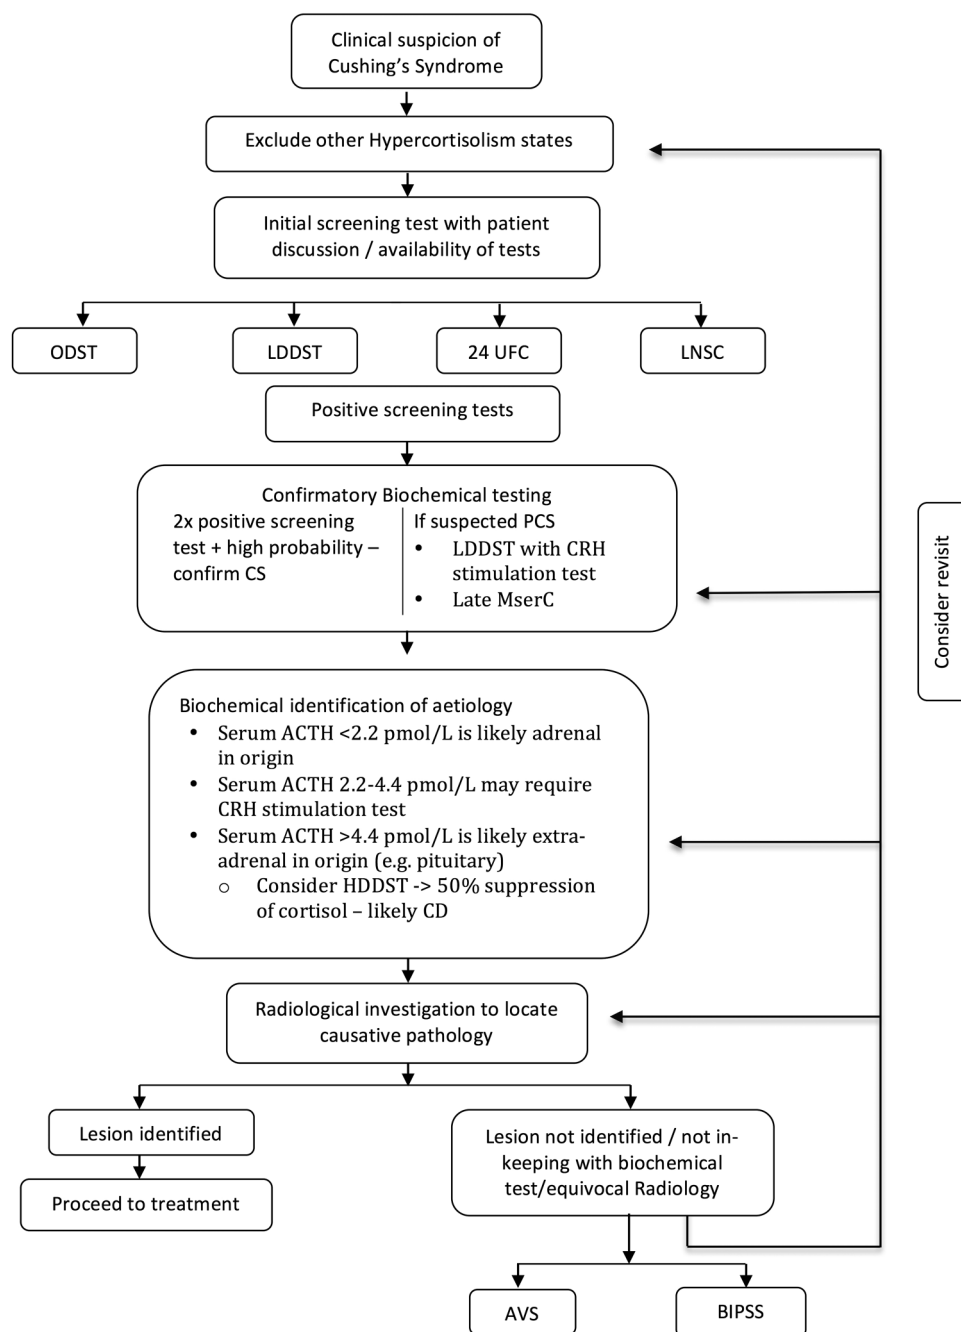 Clinical suspicion of
Cushing’s Syndrome
Exclude other Hypercortisolism states
Initial screening test with patient
discussion / availability of tests
ODST
LDDST
24 UFC
LNSC
Positive screening tests
Confirmatory Biochemical testing
2x positive screening
test + high probability –
confirm CS
If suspected PCS
• LDDST with CRH
stimulation test
• Late MserC
Biochemical identification of aetiology
• Serum ACTH <2.2 pmol/L is likely adrenal
in origin
• Serum ACTH 2.2-4.4 pmol/L may require
CRH stimulation test
• Serum ACTH >4.4 pmol/L is likely extra-
adrenal in origin (e.g. pituitary)
o Consider HDDST -> 50% suppression
of cortisol – likely CD
Radiological investigation to locate
causative pathology
Lesion identified
Proceed to treatment
Lesion not identified / not in-
keeping with biochemical
test/equivocal Radiology
AVS
BIPSS
Consider revisit